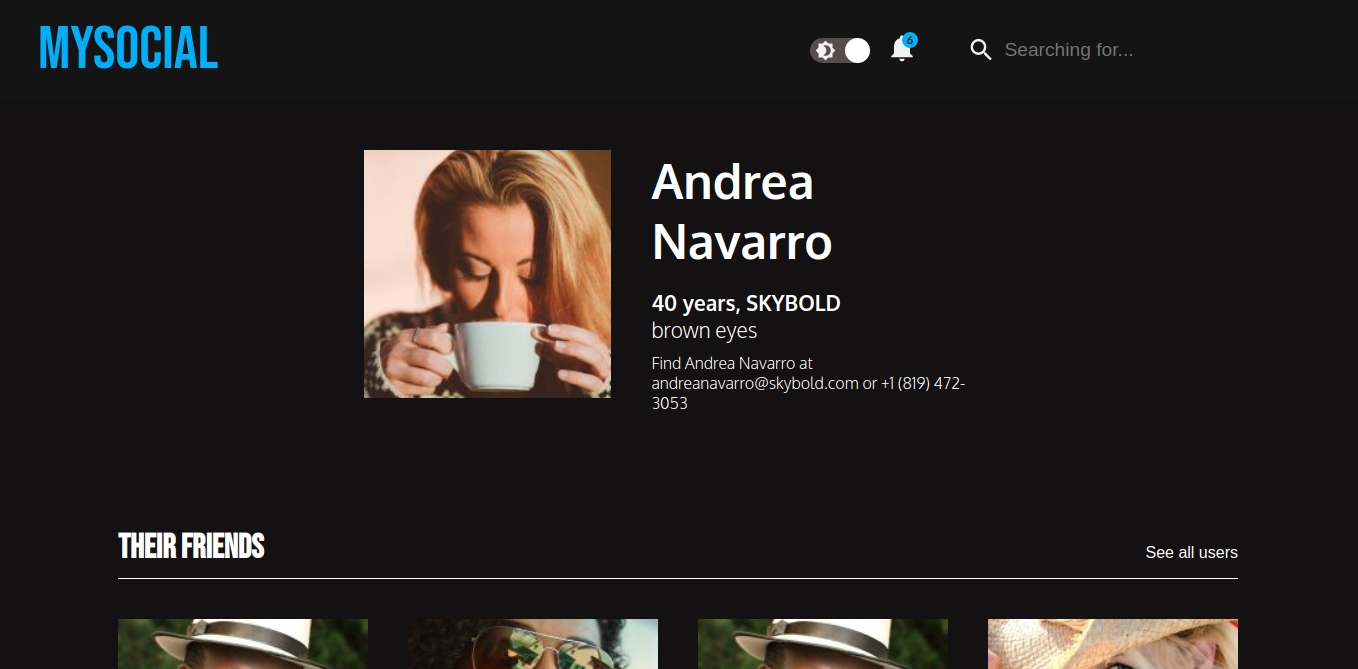 MYSOCIAL
6
Searching for...
Andrea
Navarro
40 years, SKYBOLD
brown eyes
Find Andrea Navarro at
andreanavarro@skybold.com or +1 (819) 472-
3053
THEIR FRIENDS
See all users